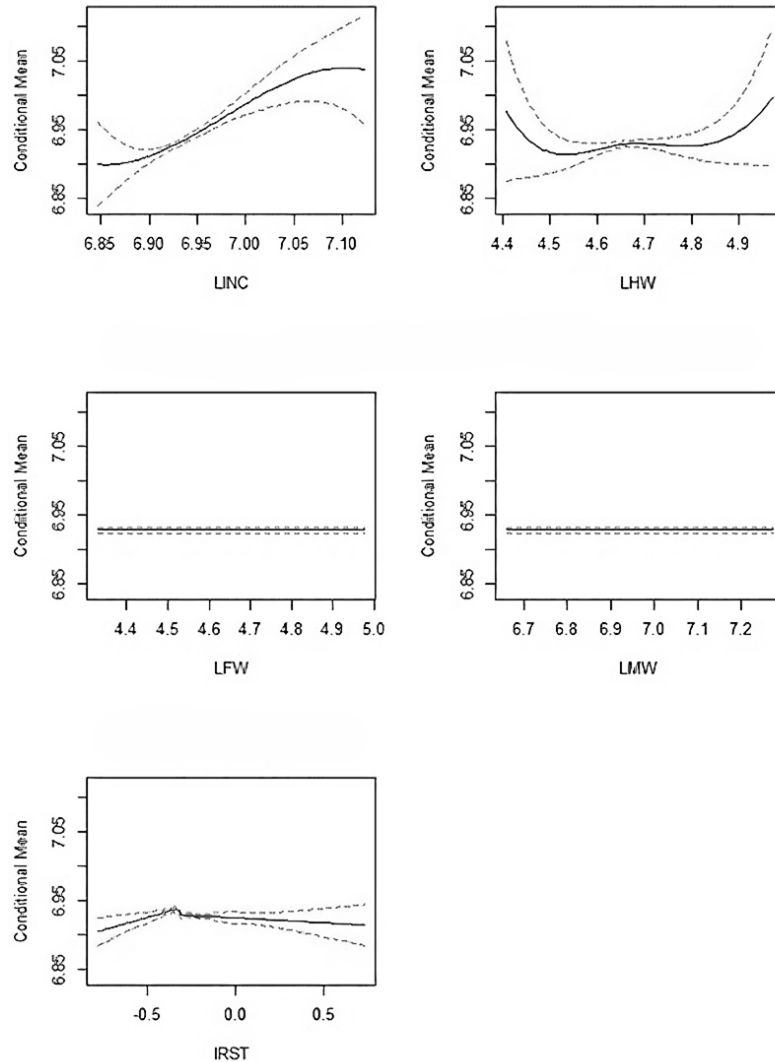 Conditional Mean
7.05
6.95
6.85
6.85 6.90 6.95 7.00 7.05 7.10
LINC
Conditional Mean
7.05
6.95
6.85
4.4 4.5 4.6 4.7 4.8 4.9
LHW
Conditional Mean
7.05
6.95
6.85
4.4 4.5 4.6 4.7 4.8 4.9 5.0
LFW
Conditional Mean
7.05
6.95
6.85
6.7 6.8 6.9 7.0 7.1 7.2
LMW
Conditional Mean
7.05
6.95
6.85
-0.5 0.0 0.5
IRST